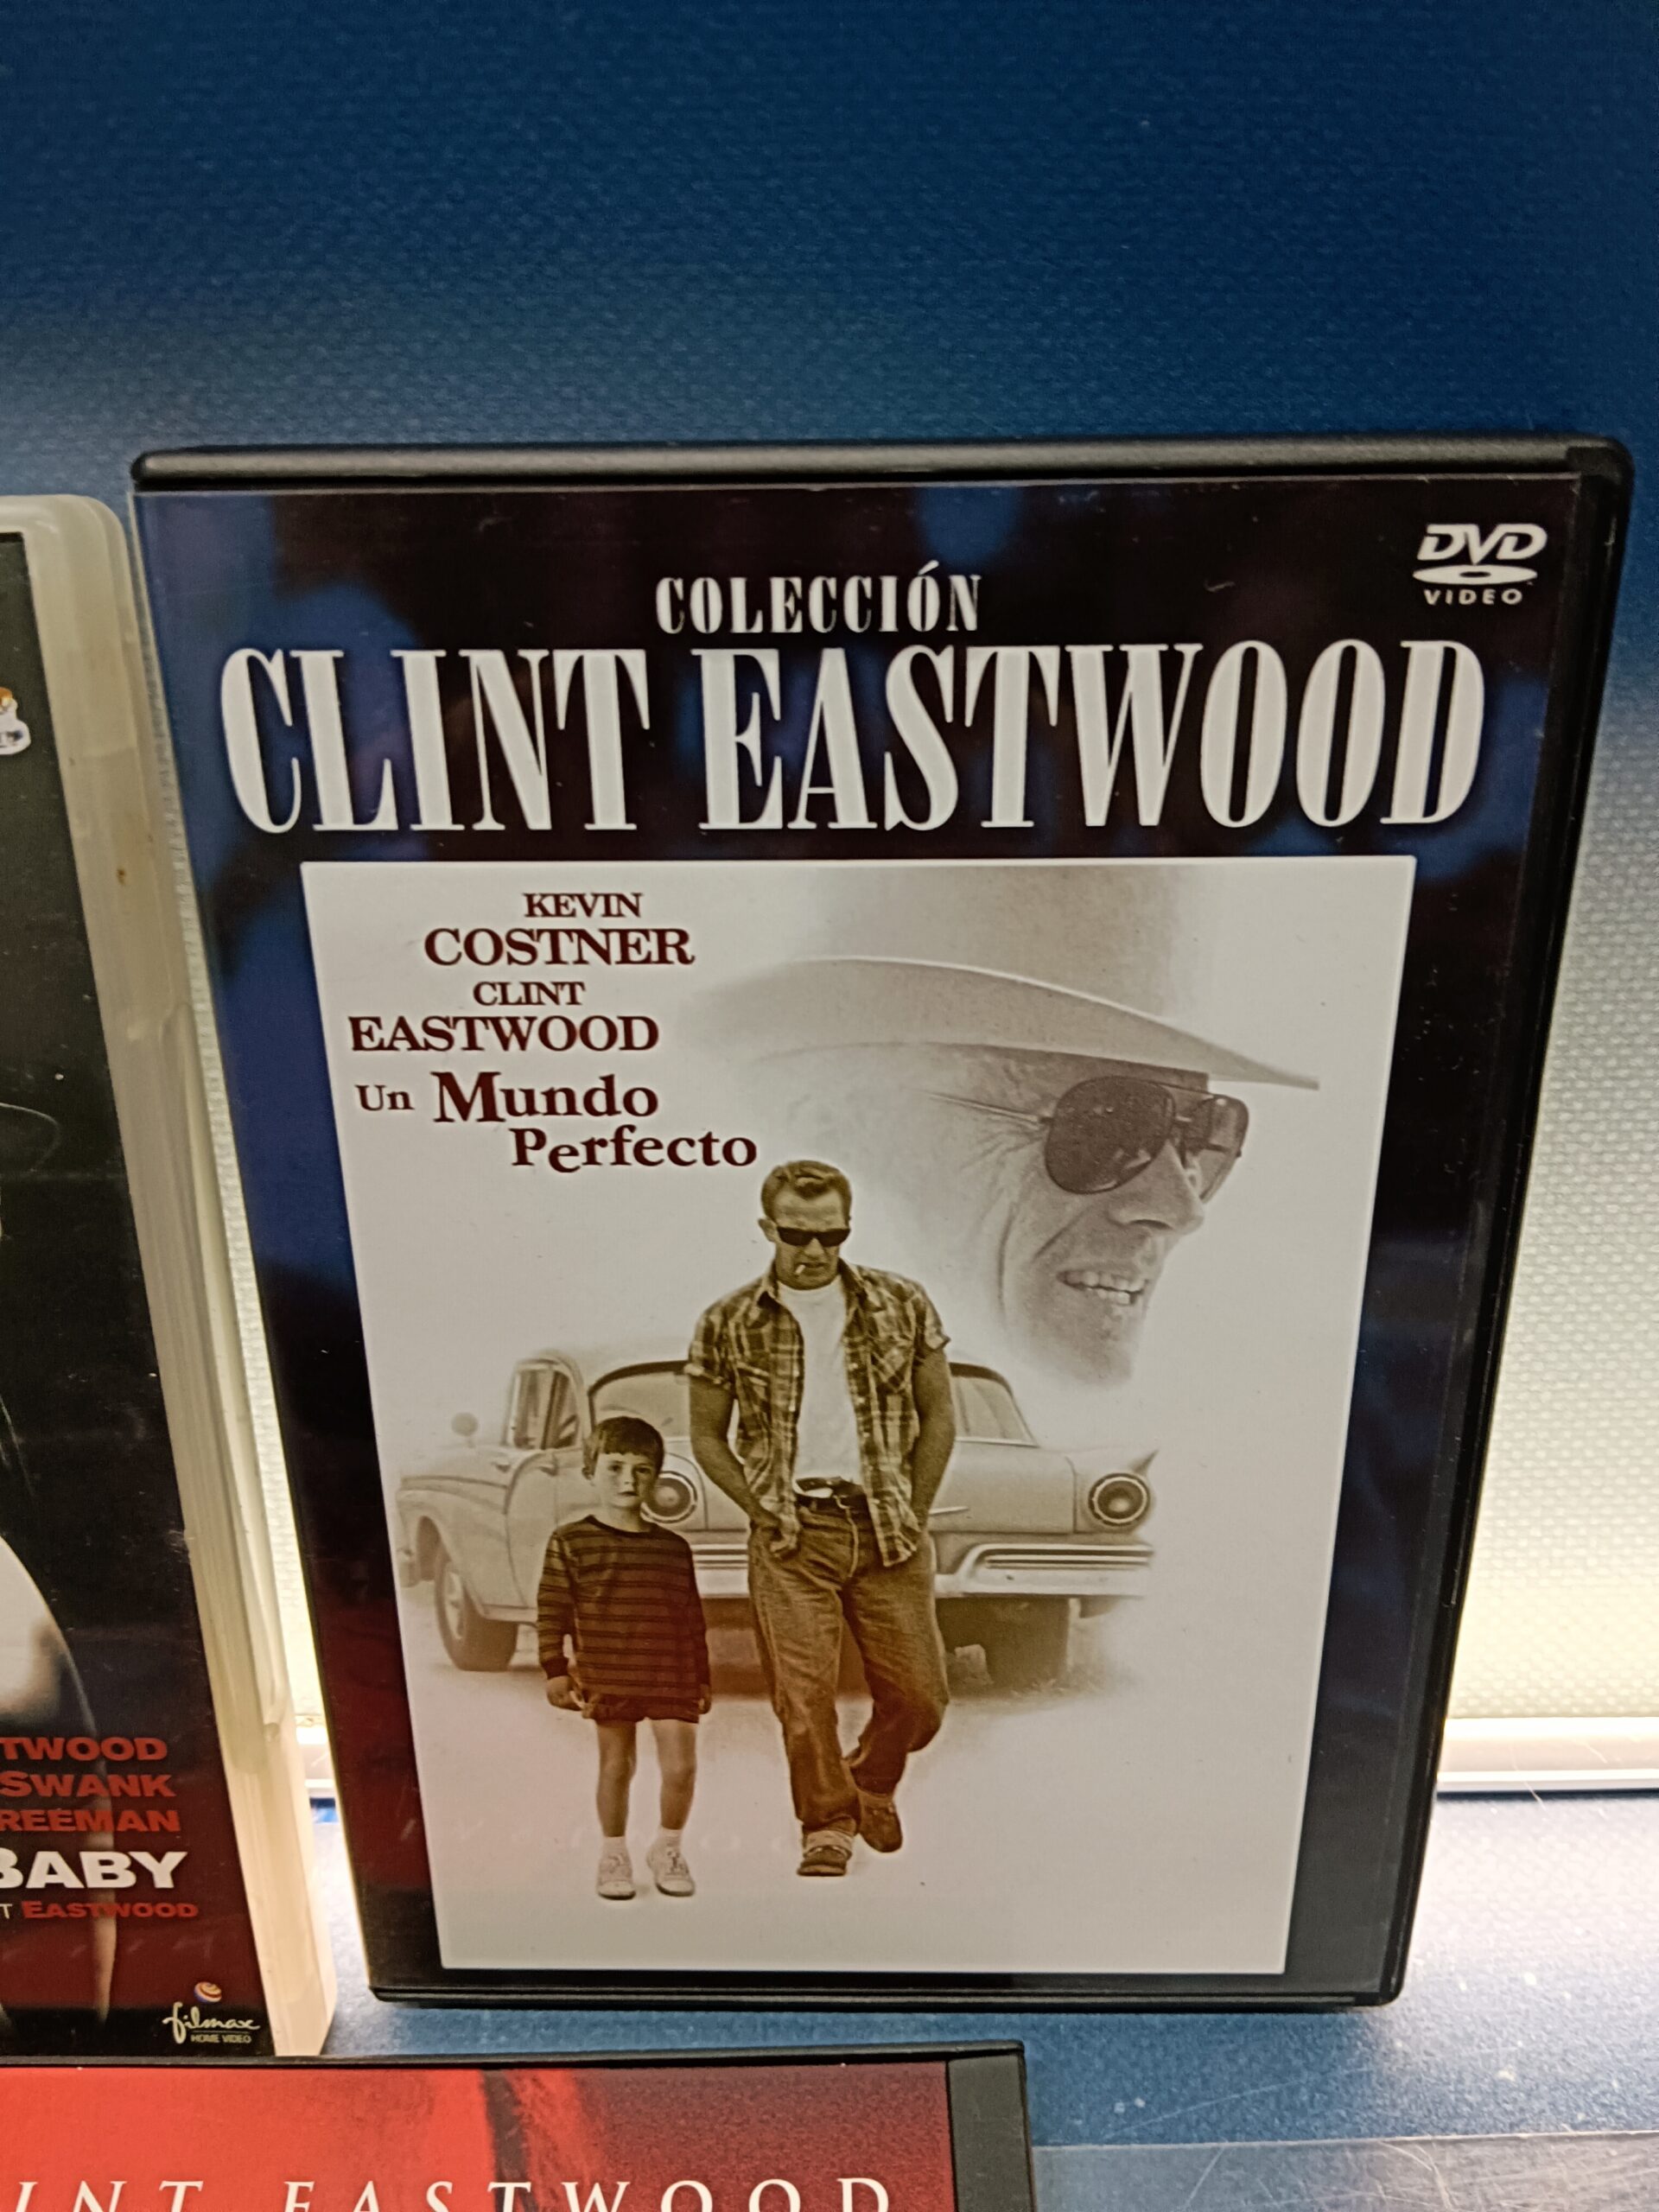 DVD
VIDEO
COLECCIÓN
CLINT EASTWOOD
KEVIN
COSTNER
CLINT
EASTWOOD
Un Mundo
Perfecto
TWOOD
SWANK
REEMAN
BABY
T EASTWOOD
filmax
HOME VIDEO
INT EASTWOOD